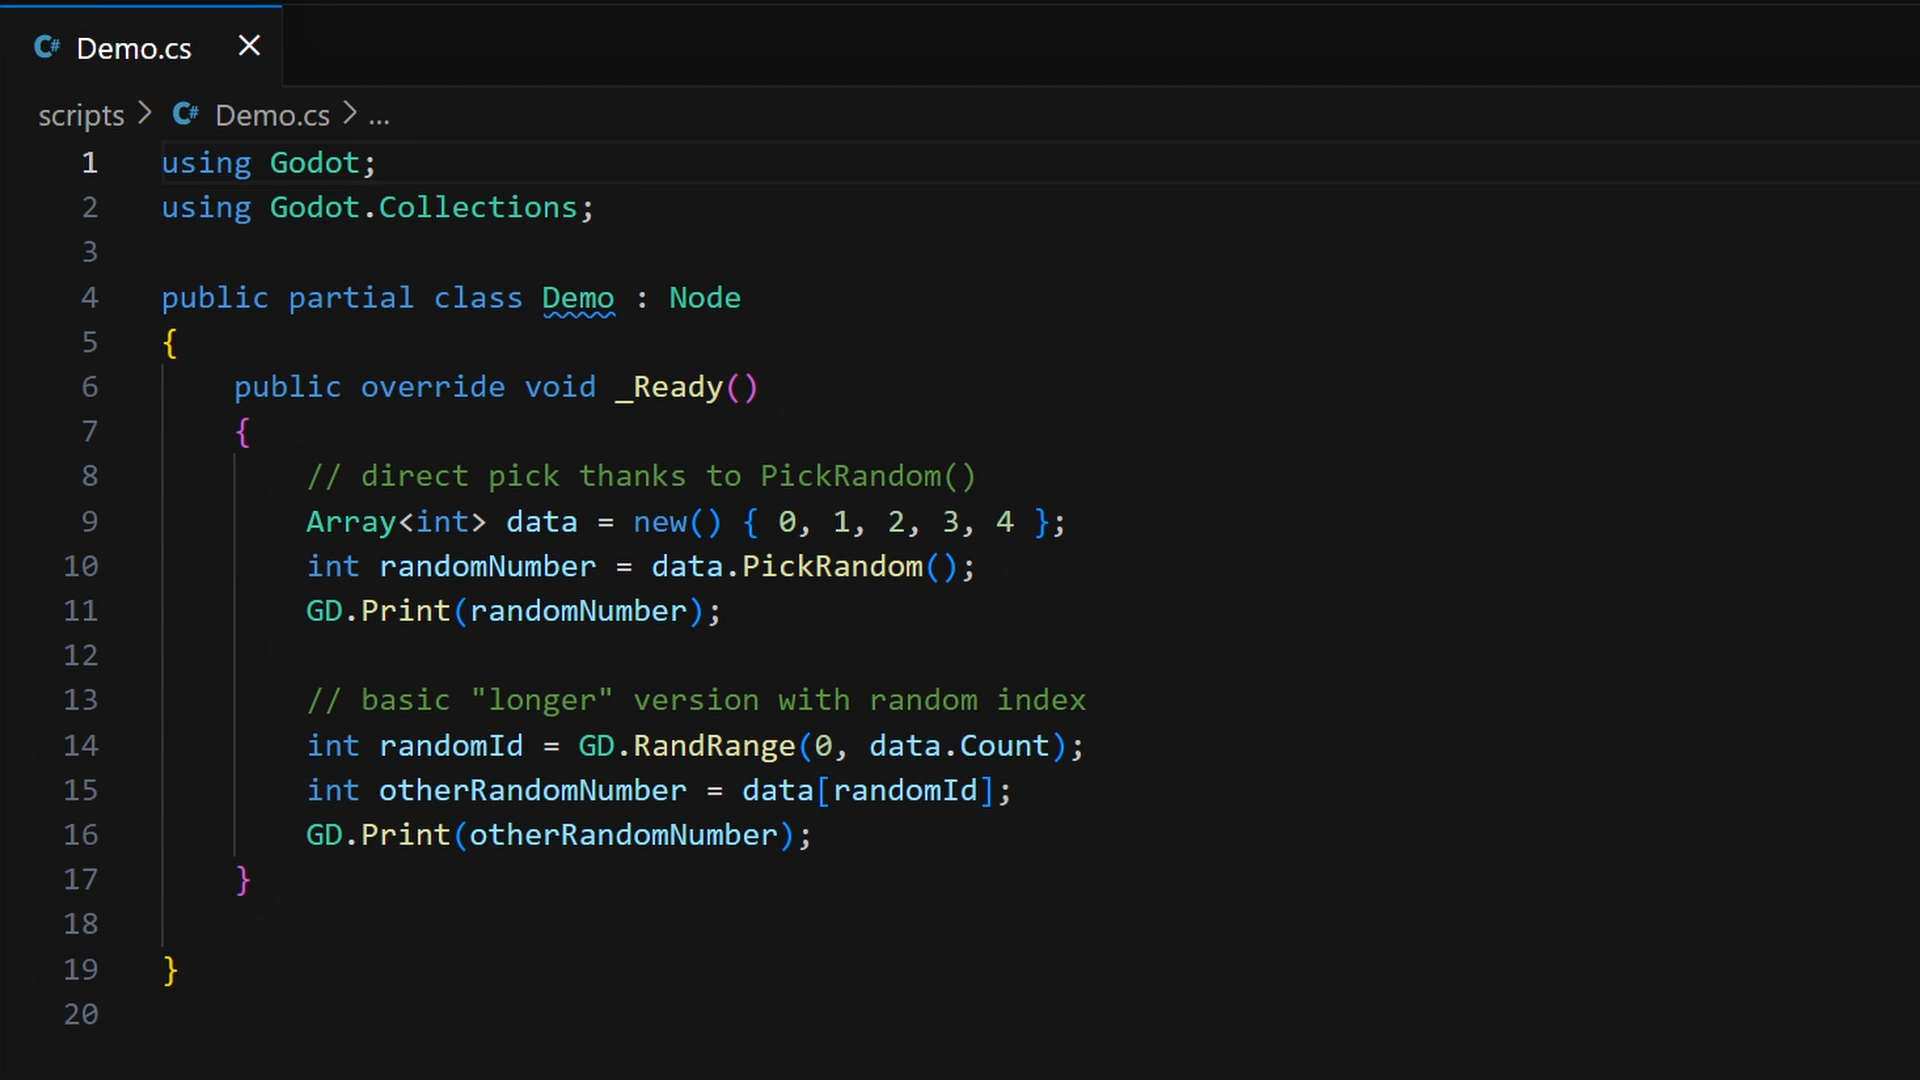 Demo.cs
scripts > Demo.cs > ...
1 using Godot;
2 using Godot.Collections;
3
4 public partial class Demo : Node
5 {
6 public override void _Ready()
7 {
8 // direct pick thanks to PickRandom()
9 Array<int> data = new() { 0, 1, 2, 3, 4 };
10 int randomNumber = data.PickRandom();
11 GD.Print(randomNumber);
12
13 // basic "longer" version with random index
14 int randomId = GD.RandRange(0, data.Count);
15 int otherRandomNumber = data[randomId];
16 GD.Print(otherRandomNumber);
17 }
18
19 }
20